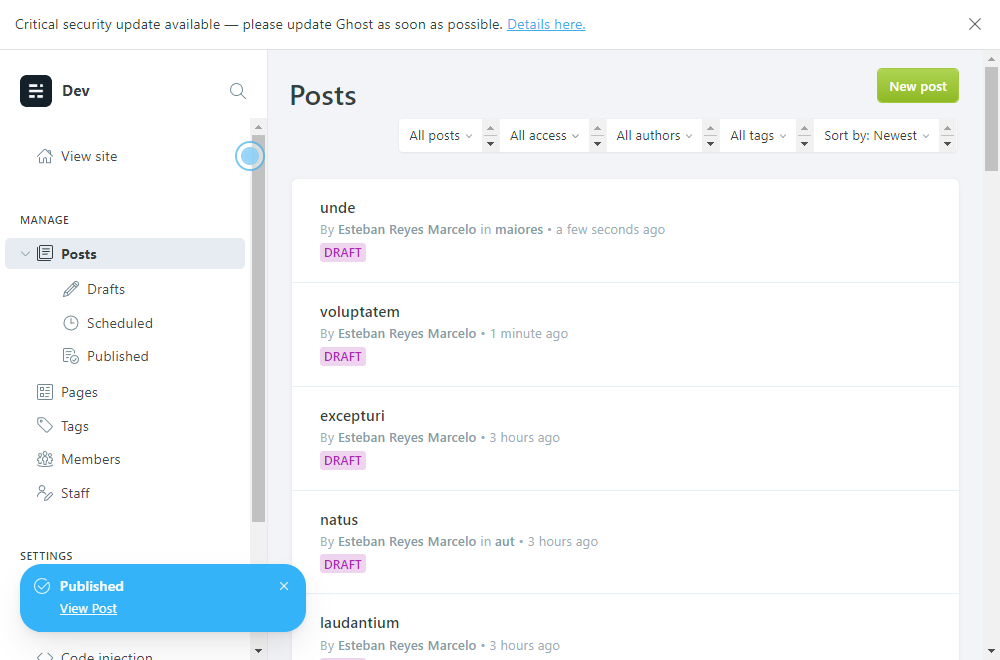 Critical security update available — please update Ghost as soon as possible. Details here.
Dev
View site
MANAGE
Posts
Drafts
Scheduled
Published
Pages
Tags
Members
Staff
SETTINGS
Published
View Post
Code injection
Posts
New post
All posts
All access
All authors
All tags
Sort by: Newest
unde
By Esteban Reyes Marcelo in maiores • a few seconds ago
DRAFT
voluptatem
By Esteban Reyes Marcelo • 1 minute ago
DRAFT
excepturi
By Esteban Reyes Marcelo • 3 hours ago
DRAFT
natus
By Esteban Reyes Marcelo in aut • 3 hours ago
DRAFT
laudantium
By Esteban Reyes Marcelo • 3 hours ago